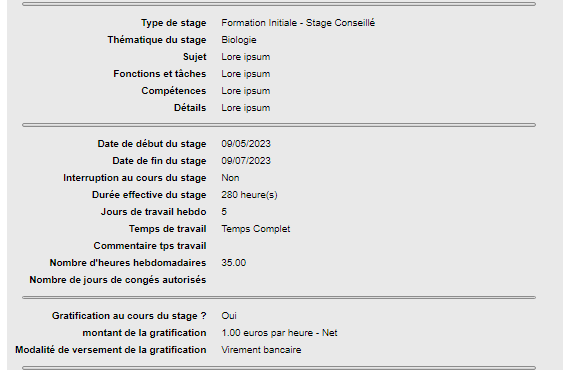 Type de stage Formation Initiale - Stage Conseillé
Thématique du stage Biologie
Sujet Lore ipsum
Fonctions et tâches Lore ipsum
Compétences Lore ipsum
Détails Lore ipsum
Date de début du stage 09/05/2023
Date de fin du stage 09/07/2023
Interruption au cours du stage Non
Durée effective du stage 280 heure(s)
Jours de travail hebdo 5
Temps de travail Temps Complet
Commentaire tps travail
Nombre d'heures hebdomadaires 35.00
Nombre de jours de congés autorisés
Gratification au cours du stage ? Oui
montant de la gratification 1.00 euros par heure - Net
Modalité de versement de la gratification Virement bancaire